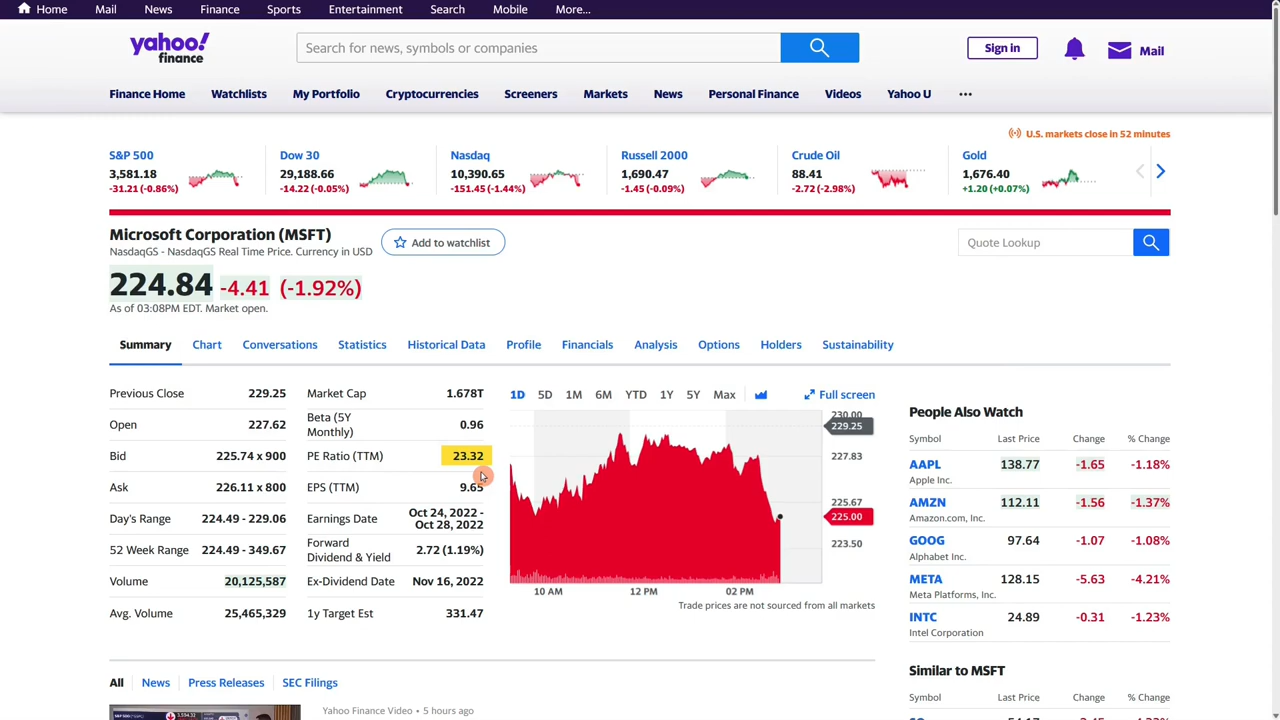 Home Mail News Finance Sports Entertainment Search Mobile More...
yahoo!
finance
Search for news, symbols or companies
Sign in
Mail
Finance Home Watchlists My Portfolio Cryptocurrencies Screeners Markets News Personal Finance Videos Yahoo U
U.S. markets close in 52 minutes
S&P 500
3,581.18
-31.21 (-0.86%)
Dow 30
29,188.66
-14.22 (-0.05%)
Nasdaq
10,390.65
-151.45 (-1.44%)
Russell 2000
1,690.47
-1.45 (-0.09%)
Crude Oil
88.41
-2.72 (-2.98%)
Gold
1,676.40
+1.20 (+0.07%)
Microsoft Corporation (MSFT)
NasdaqGS - NasdaqGS Real Time Price. Currency in USD
Add to watchlist
Quote Lookup
224.84 -4.41 (-1.92%)
As of 03:08PM EDT. Market open.
Summary Chart Conversations Statistics Historical Data Profile Financials Analysis Options Holders Sustainability
Previous Close 229.25
Open 227.62
Bid 225.74 x 900
Ask 226.11 x 800
Day's Range 224.49 - 229.06
52 Week Range 224.49 - 349.67
Volume 20,125,587
Avg. Volume 25,465,329
Market Cap 1.678T
Beta (5Y
Monthly) 0.96
PE Ratio (TTM) 23.32
EPS (TTM) 9.65
Earnings Date Oct 24, 2022 -
Oct 28, 2022
Forward
Dividend & Yield 2.72 (1.19%)
Ex-Dividend Date Nov 16, 2022
1y Target Est 331.47
1D 5D 1M 6M YTD 1Y 5Y Max Full screen
230.00
229.25
227.83
225.67
225.00
223.50
10 AM 12 PM 02 PM
Trade prices are not sourced from all markets
People Also Watch
Symbol Last Price Change % Change
AAPL 138.77 -1.65 -1.18%
Apple Inc.
AMZN 112.11 -1.56 -1.37%
Amazon.com, Inc.
GOOG 97.64 -1.07 -1.08%
Alphabet Inc.
META 128.15 -5.63 -4.21%
Meta Platforms, Inc.
INTC 24.89 -0.31 -1.23%
Intel Corporation
Similar to MSFT
Symbol Last Price Change % Change
All News Press Releases SEC Filings
Yahoo Finance Video • 5 hours ago